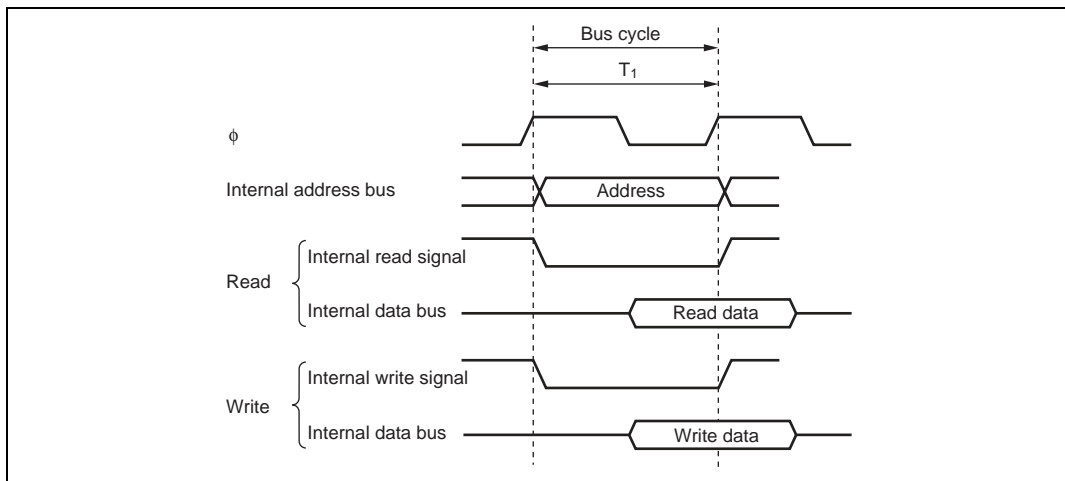 Bus cycle
T₁
ϕ
Internal address bus
Address
Read
Internal read signal
Internal data bus
Read data
Write
Internal write signal
Internal data bus
Write data